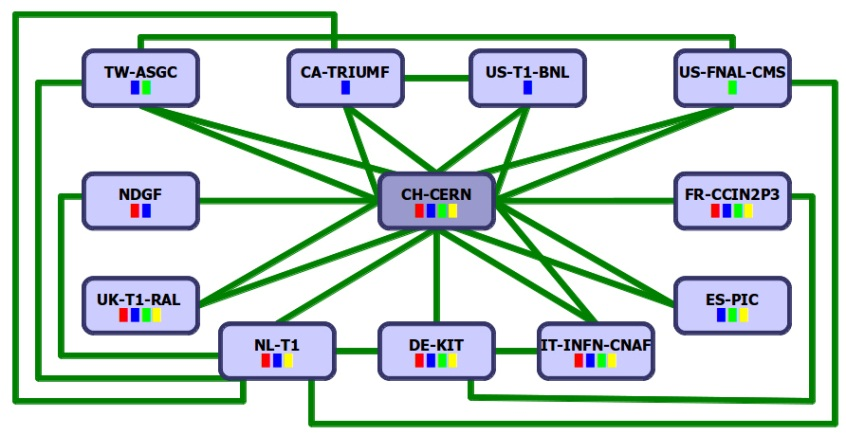 TW-ASGC
CA-TRIUMF
US-T1-BNL
US-FNAL-CMS
NDGF
CH-CERN
FR-CCIN2P3
UK-T1-RAL
ES-PIC
NL-T1
DE-KIT
IT-INFN-CNAF